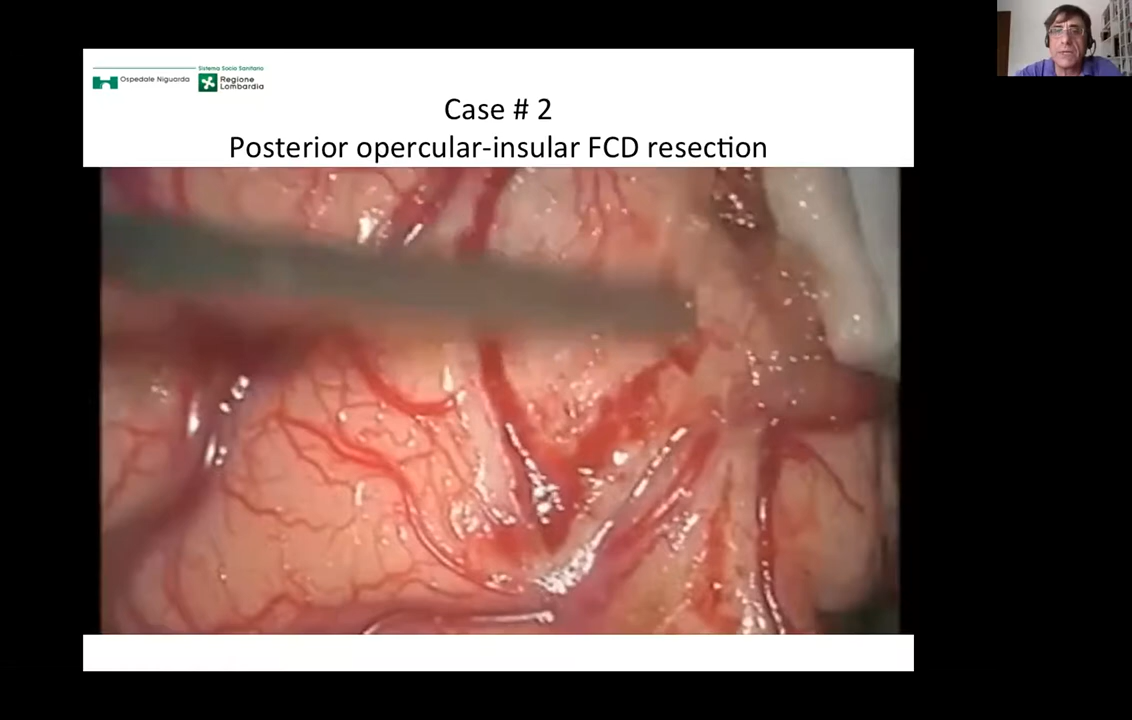 Sistema Socio Sanitario
Ospedale Niguarda
Regione
Lombardia
Case # 2
Posterior opercular-insular FCD resection